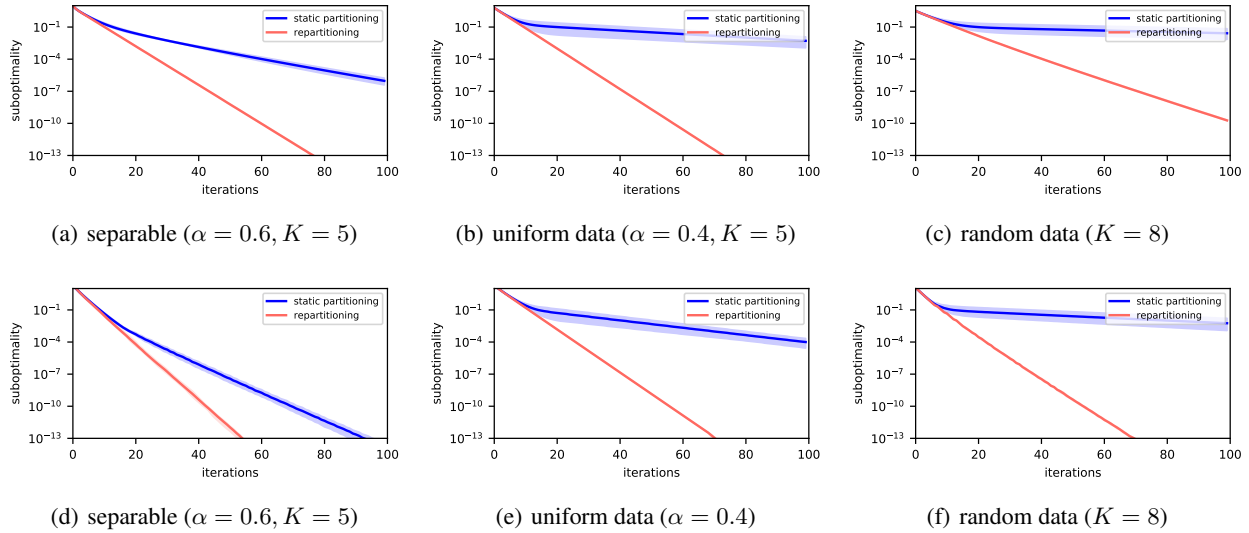 static partitioning
repartitioning
suboptimality
10⁻¹
10⁻⁴
10⁻⁷
10⁻¹⁰
10⁻¹³
0 20 40 60 80 100
iterations
(a) separable (α = 0.6, K = 5)
static partitioning
repartitioning
suboptimality
10⁻¹
10⁻⁴
10⁻⁷
10⁻¹⁰
10⁻¹³
0 20 40 60 80 100
iterations
(b) uniform data (α = 0.4, K = 5)
static partitioning
repartitioning
suboptimality
10⁻¹
10⁻⁴
10⁻⁷
10⁻¹⁰
10⁻¹³
0 20 40 60 80 100
iterations
(c) random data (K = 8)
static partitioning
repartitioning
suboptimality
10⁻¹
10⁻⁴
10⁻⁷
10⁻¹⁰
10⁻¹³
0 20 40 60 80 100
iterations
(d) separable (α = 0.6, K = 5)
static partitioning
repartitioning
suboptimality
10⁻¹
10⁻⁴
10⁻⁷
10⁻¹⁰
10⁻¹³
0 20 40 60 80 100
iterations
(e) uniform data (α = 0.4)
static partitioning
repartitioning
suboptimality
10⁻¹
10⁻⁴
10⁻⁷
10⁻¹⁰
10⁻¹³
0 20 40 60 80 100
iterations
(f) random data (K = 8)